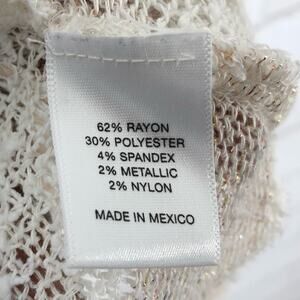 62% RAYON
30% POLYESTER
4% SPANDEX
2% METALLIC
2% NYLON
MADE IN MEXICO